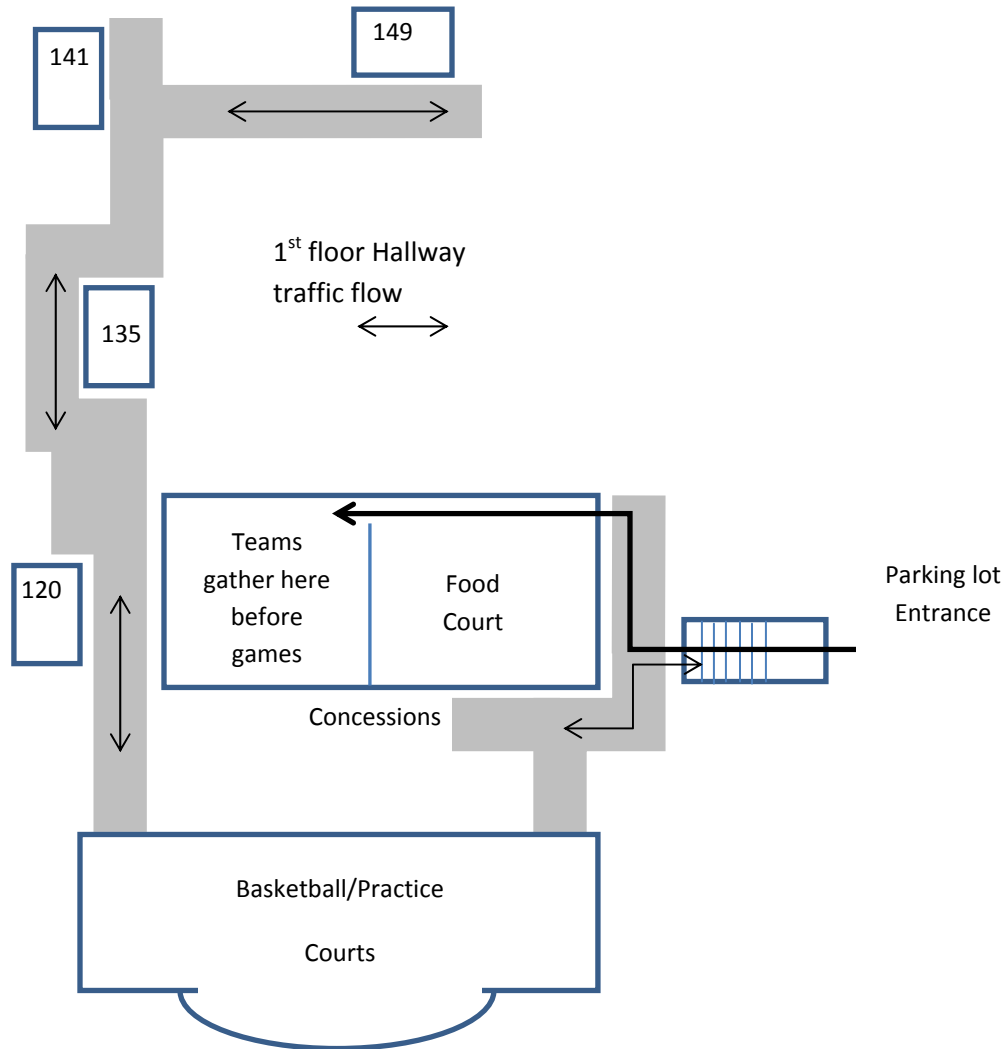 149
141
1st floor Hallway
traffic flow
135
Teams
gather here
before
games
Food
Court
120
Parking lot
Entrance
Concessions
Basketball/Practice
Courts